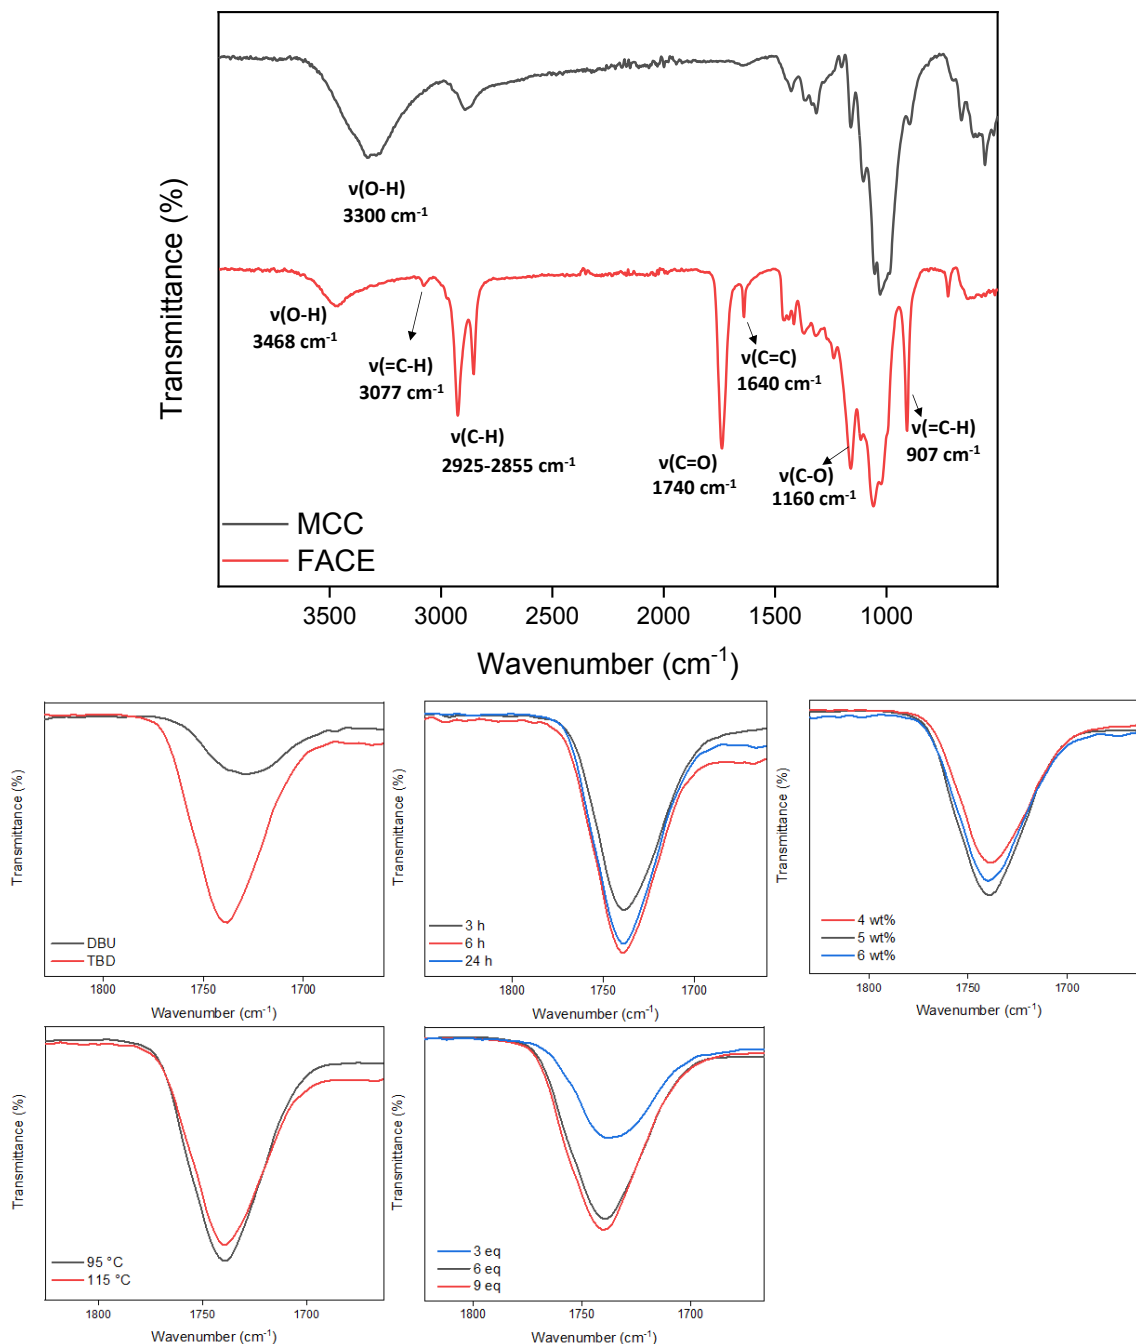 Transmittance (%)
ν(O-H)
3300 cm⁻¹
ν(O-H)
3468 cm⁻¹
ν(=C-H)
3077 cm⁻¹
ν(C-H)
2925-2855 cm⁻¹
ν(C=O)
1740 cm⁻¹
ν(C=C)
1640 cm⁻¹
ν(C-O)
1160 cm⁻¹
ν(=C-H)
907 cm⁻¹
MCC
FACE
3500 3000 2500 2000 1500 1000
Wavenumber (cm⁻¹)
Transmittance (%)
DBU
TBD
1800 1750 1700
Wavenumber (cm⁻¹)
Transmittance (%)
3 h
6 h
24 h
1800 1750 1700
Wavenumber (cm⁻¹)
Transmittance (%)
4 wt%
5 wt%
6 wt%
1800 1750 1700
Wavenumber (cm⁻¹)
Transmittance (%)
95 °C
115 °C
1800 1750 1700
Wavenumber (cm⁻¹)
Transmittance (%)
3 eq
6 eq
9 eq
1800 1750 1700
Wavenumber (cm⁻¹)